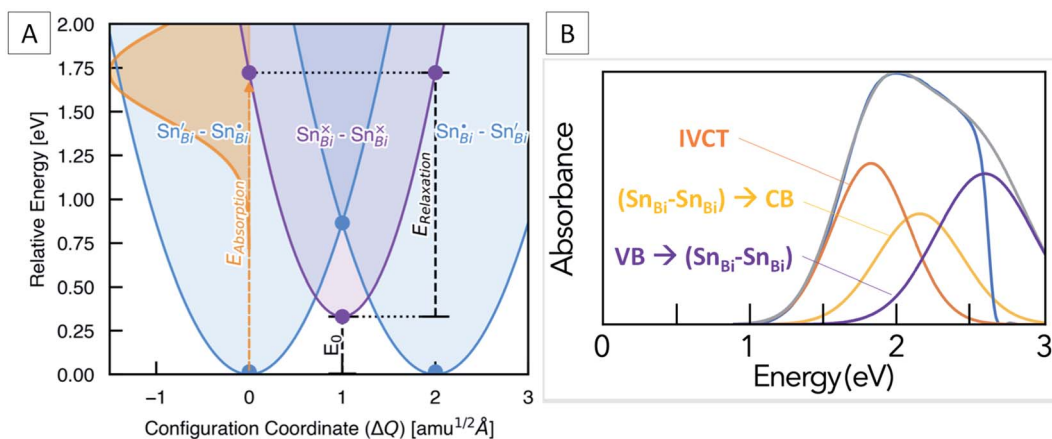 A
2.00
1.75
1.50
1.25
1.00
0.75
0.50
0.25
0.00
Relative Energy [eV]
Sn′Bi - Sn•Bi
Sn×Bi - Sn×Bi
Sn•Bi - Sn′Bi
EAbsorption
ERelaxation
E0
−1 0 1 2 3
Configuration Coordinate (ΔQ) [amu1/2Å]
B
Absorbance
IVCT
(SnBi-SnBi) → CB
VB → (SnBi-SnBi)
0 1 2 3
Energy (eV)